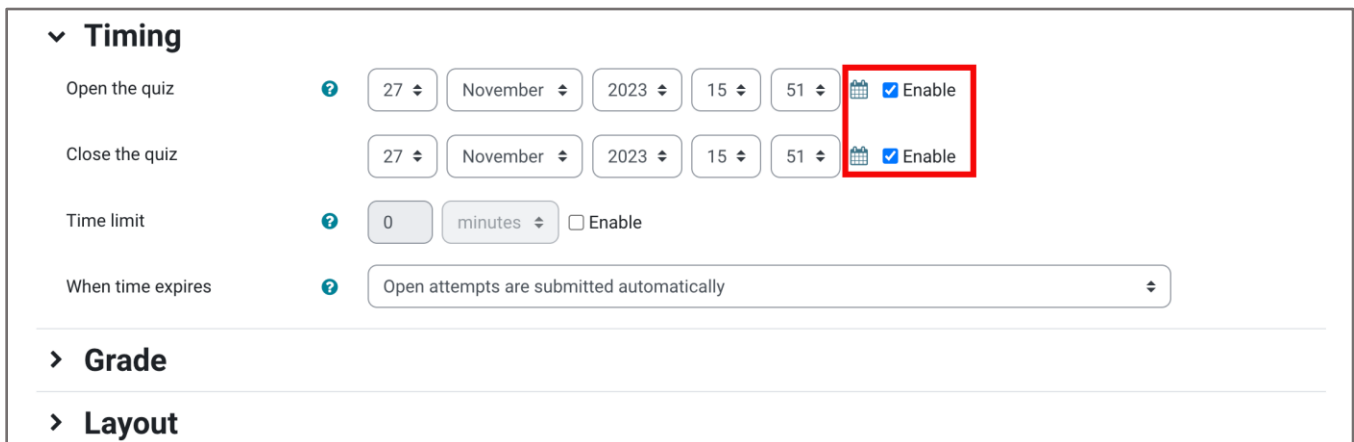 Timing
Open the quiz 27 November 2023 15 51 Enable
Close the quiz 27 November 2023 15 51 Enable
Time limit 0 minutes Enable
When time expires Open attempts are submitted automatically
Grade
Layout